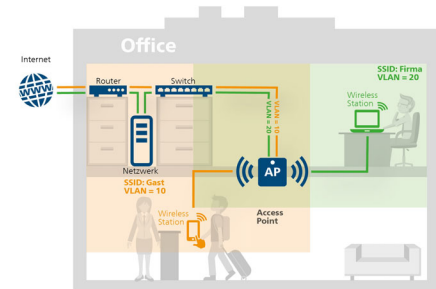 Office
Internet
WWW
Router
Switch
SSID: Firma
VLAN = 20
Wireless
Station
VLAN = 10
VLAN = 20
Netzwerk
AP
SSID: Gast
VLAN = 10
Wireless
Station
Access
Point